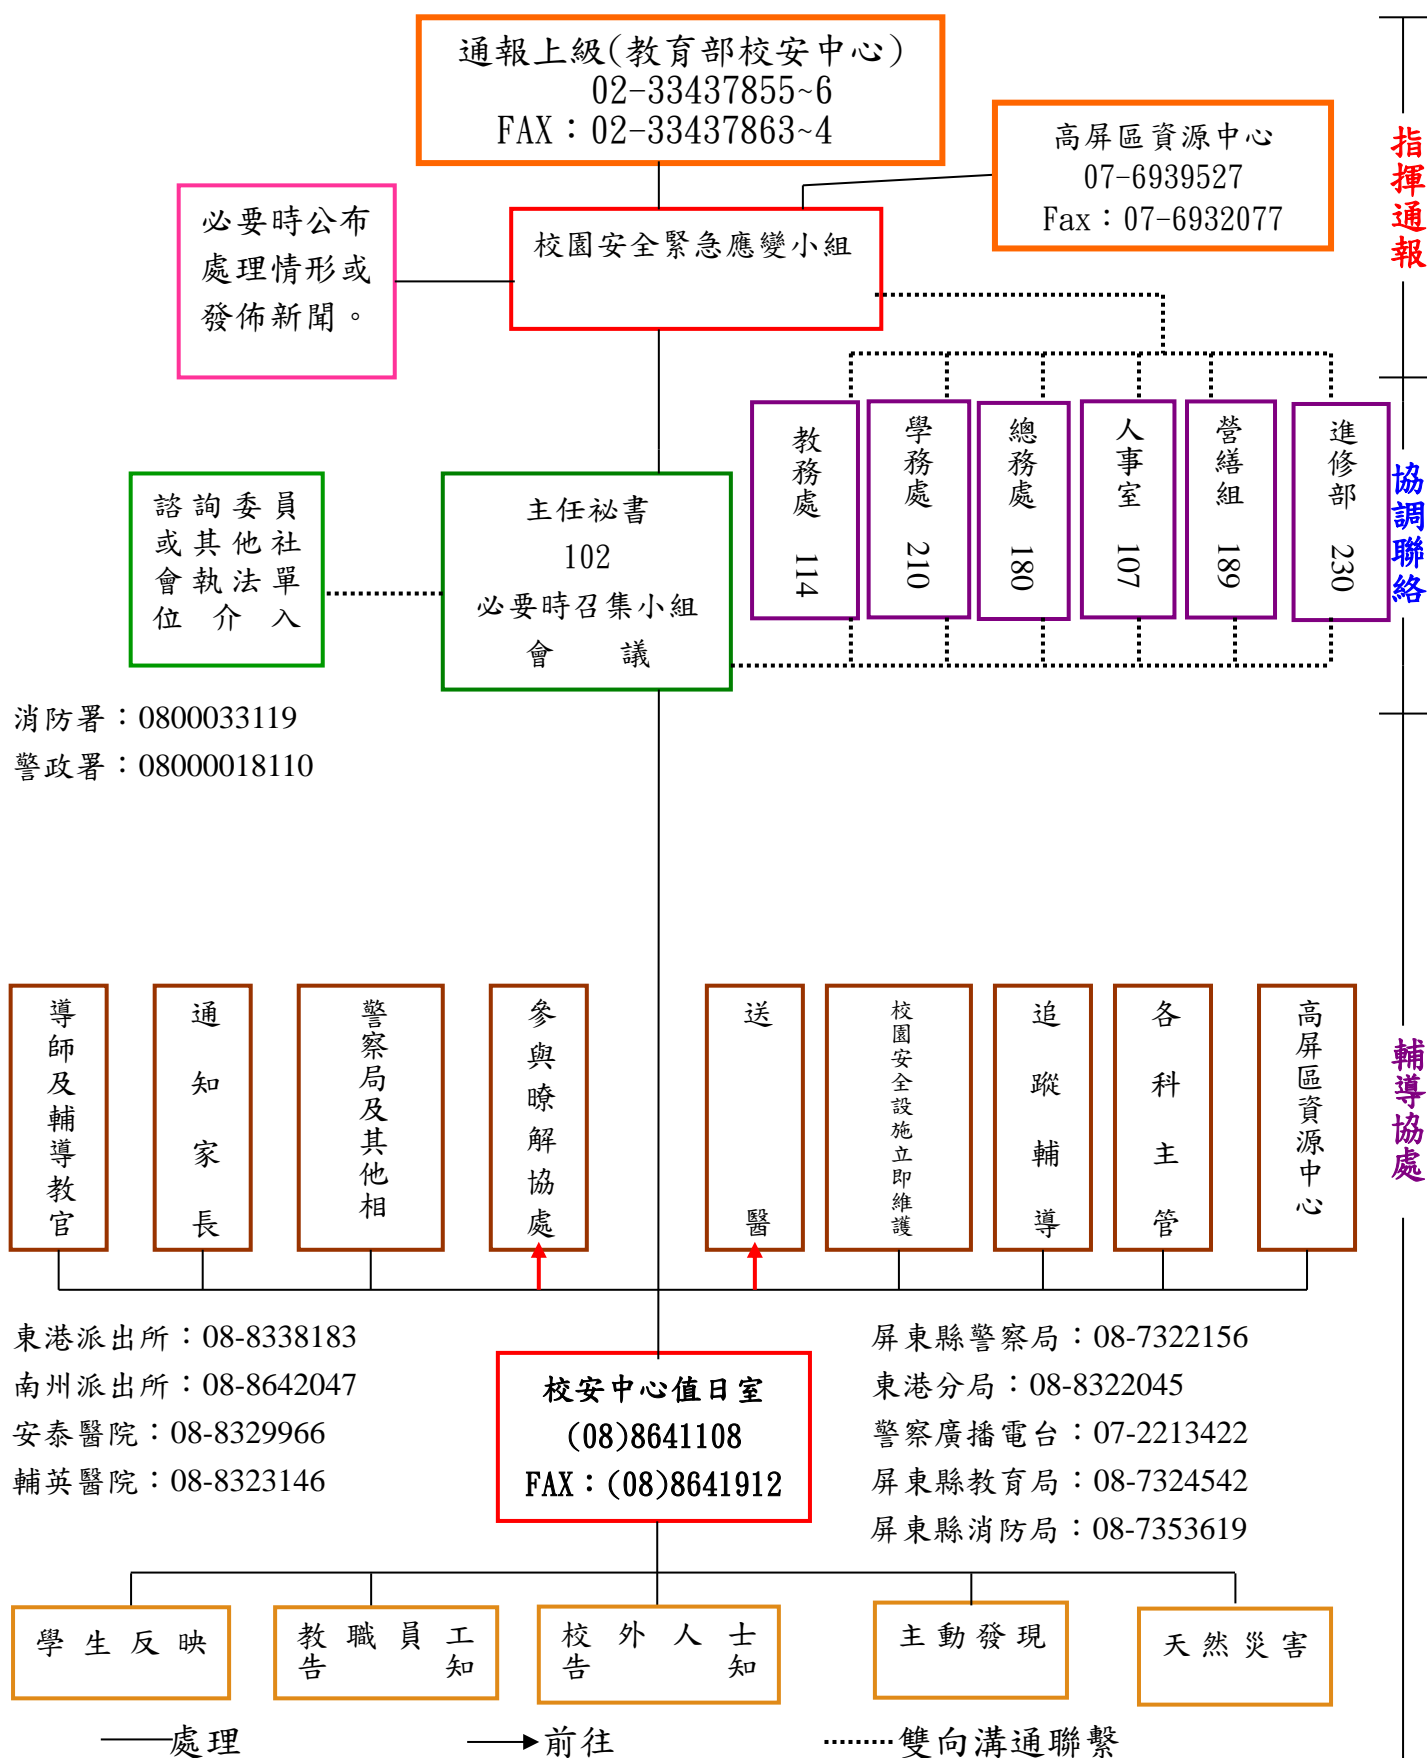 通報上級(教育部校安中心)
02-33437855~6
FAX：02-33437863~4
高屏區資源中心
07-6939527
Fax：07-6932077
指揮通報
必要時公布
處理情形或
發佈新聞。
校園安全緊急應變小組
教務處 114
學務處 210
總務處 180
人事室 107
營繕組 189
進修部 230
協調聯絡
諮詢委員
或其他社
會執法單
位介入
主任祕書
102
必要時召集小組
會議
消防署：0800033119
警政署：08000018110
導師及輔導教官
通知家長
警察局及其他相
參與瞭解協處
送醫
校園安全設施立即維護
追蹤輔導
各科主管
高屏區資源中心
輔導協處
東港派出所：08-8338183
南州派出所：08-8642047
安泰醫院：08-8329966
輔英醫院：08-8323146
校安中心值日室
(08)8641108
FAX：(08)8641912
屏東縣警察局：08-7322156
東港分局：08-8322045
警察廣播電台：07-2213422
屏東縣教育局：08-7324542
屏東縣消防局：08-7353619
學生反映
教職員工
告知
校外人士
告知
主動發現
天然災害
處理
前往
雙向溝通聯繫